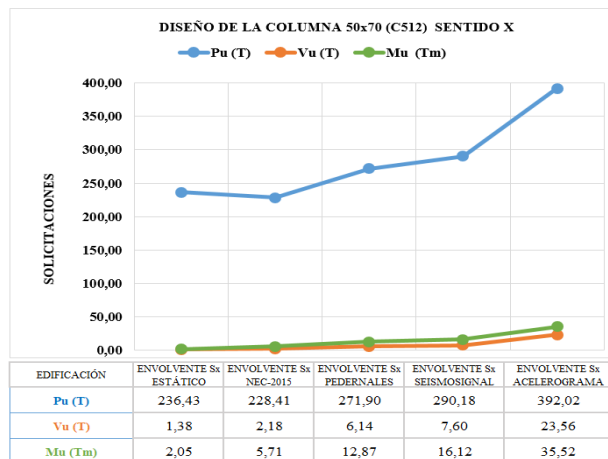 DISEÑO DE LA COLUMNA 50x70 (C512) SENTIDO X
Pu (T) Vu (T) Mu (Tm)
400,00
350,00
300,00
250,00
200,00
150,00
100,00
50,00
0,00
SOLICITACIONES
EDIFICACIÓN ENVOLVENTE Sx ESTÁTICO ENVOLVENTE Sx NEC-2015 ENVOLVENTE Sx PEDERNALES ENVOLVENTE Sx SEISMOSIGNAL ENVOLVENTE Sx ACELEROGRAMA
Pu (T) 236,43 228,41 271,90 290,18 392,02
Vu (T) 1,38 2,18 6,14 7,60 23,56
Mu (Tm) 2,05 5,71 12,87 16,12 35,52